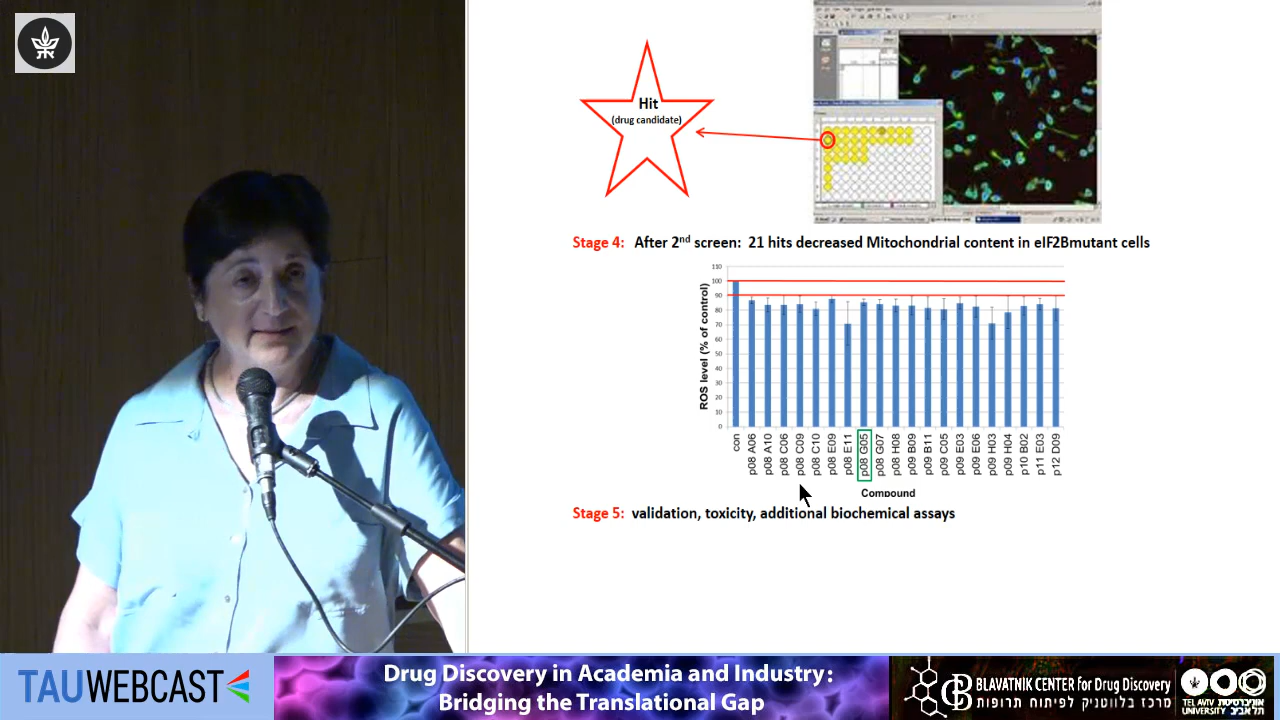 Hit
(drug candidate)
Stage 4: After 2nd screen: 21 hits decreased Mitochondrial content in eIF2Bmutant cells
ROS level (% of control)
110
100
90
80
70
60
50
40
30
20
10
0
con
p08 A06
p08 A10
p08 C06
p08 C09
p08 C10
p08 E09
p08 E11
p08 G05
p08 G07
p08 H08
p09 B09
p09 B11
p09 C05
p09 E03
p09 E06
p09 H03
p09 H04
p10 B02
p11 E03
p12 D09
Compound
Stage 5: validation, toxicity, additional biochemical assays
TAUWEBCAST
Drug Discovery in Academia and Industry:
Bridging the Translational Gap
BLAVATNIK CENTER for Drug Discovery
מרכז בלווטניק לפיתוח תרופות
TEL AVIV אוניברסיטת
UNIVERSITY תל אביב